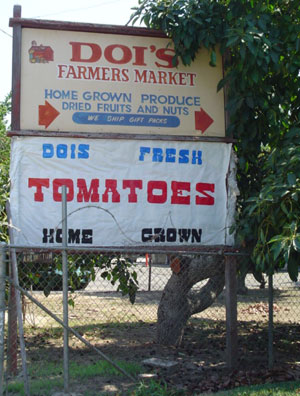 DOI'S
FARMERS MARKET
HOME GROWN PRODUCE
DRIED FRUITS AND NUTS
WE SHIP GIFT PACKS
DOIS FRESH
TOMATOES
HOME GROWN